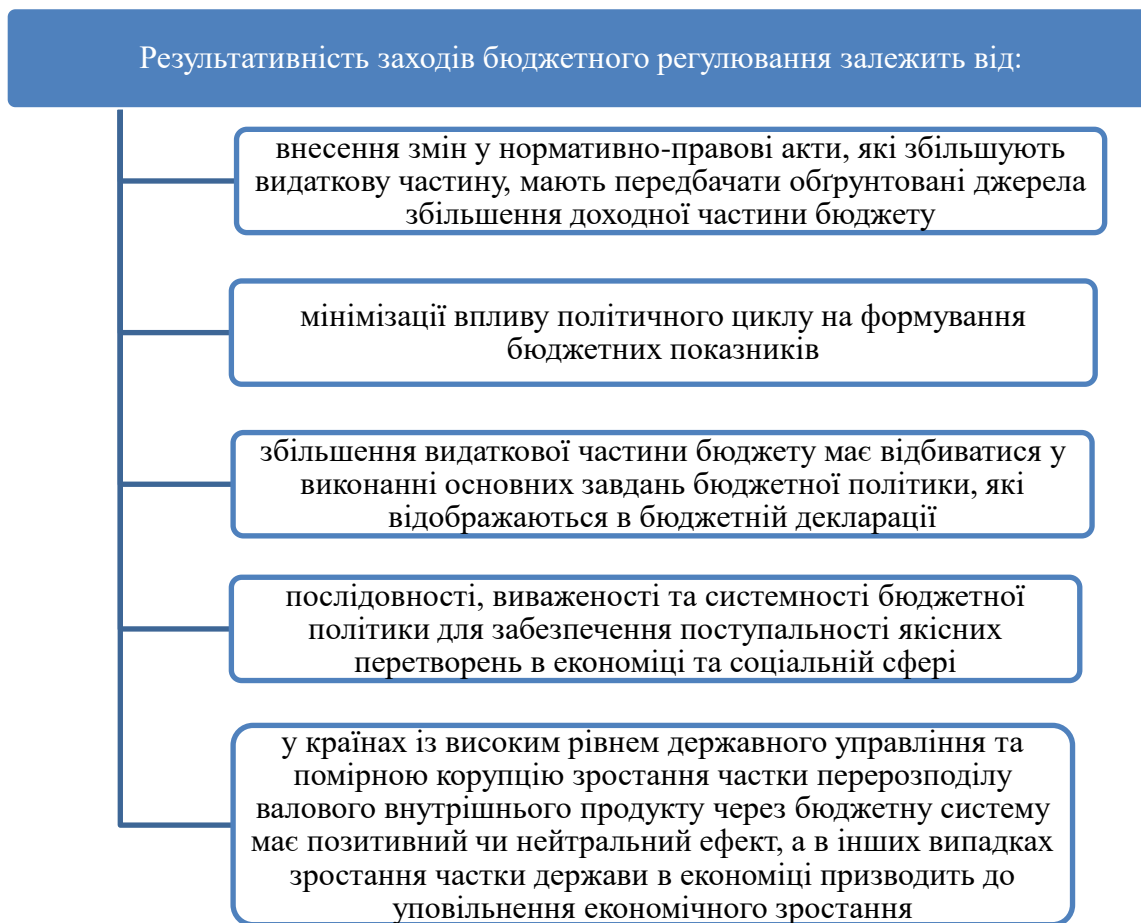 Результативність заходів бюджетного регулювання залежить від:
внесення змін у нормативно-правові акти, які збільшують
видаткову частину, мають передбачати обґрунтовані джерела
збільшення доходної частини бюджету
мінімізації впливу політичного циклу на формування
бюджетних показників
збільшення видаткової частини бюджету має відбиватися у
виконанні основних завдань бюджетної політики, які
відображаються в бюджетній декларації
послідовності, виваженості та системності бюджетної
політики для забезпечення поступальності якісних
перетворень в економіці та соціальній сфері
у країнах із високим рівнем державного управління та
помірною корупцію зростання частки перерозподілу
валового внутрішнього продукту через бюджетну систему
має позитивний чи нейтральний ефект, а в інших випадках
зростання частки держави в економіці призводить до
уповільнення економічного зростання